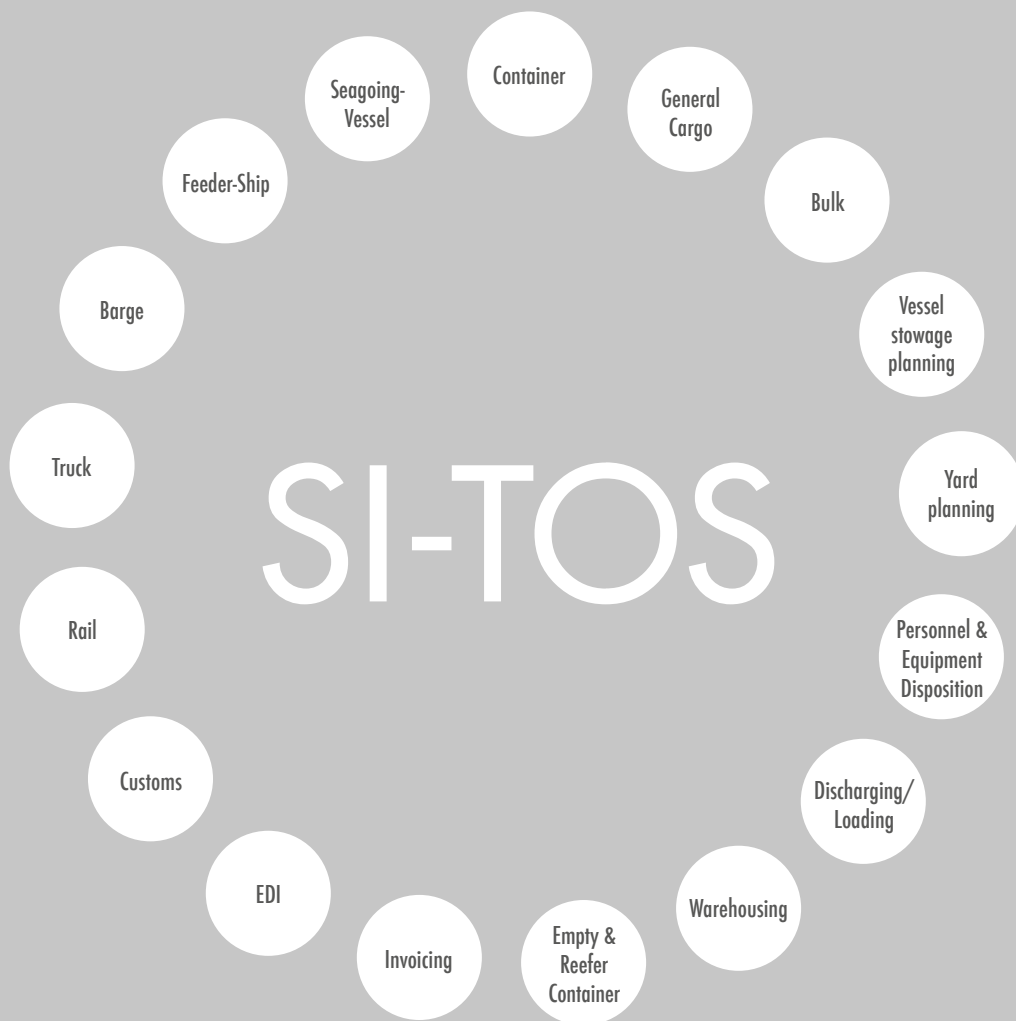 Container
General
Cargo
Bulk
Vessel
stowage
planning
Yard
planning
Personnel &
Equipment
Disposition
Discharging/
Loading
Warehousing
Empty &
Reefer
Container
Invoicing
EDI
Customs
Rail
Truck
Barge
Feeder-Ship
Seagoing-
Vessel
SI-TOS